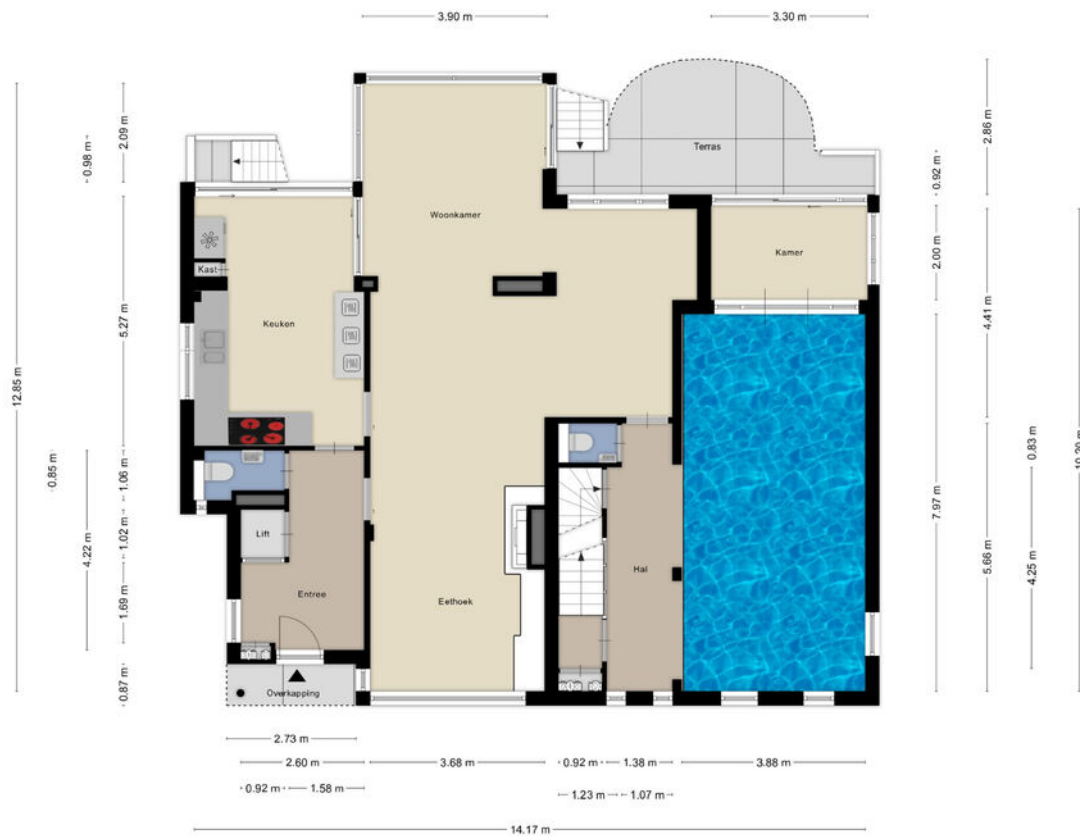 3.90 m
3.30 m
2.09 m
0.98 m
2.86 m
0.92 m
Terras
Woonkamer
Kamer
2.00 m
Kast
4.41 m
5.27 m
Keuken
12.85 m
10.20 m
0.83 m
0.85 m
1.06 m
7.97 m
1.02 m
4.22 m
Lift
5.66 m
4.25 m
Hal
Entree
Eethoek
1.69 m
0.87 m
Overkapping
2.73 m
2.60 m
3.68 m
0.92 m
1.38 m
3.88 m
0.92 m
1.58 m
1.23 m
1.07 m
14.17 m